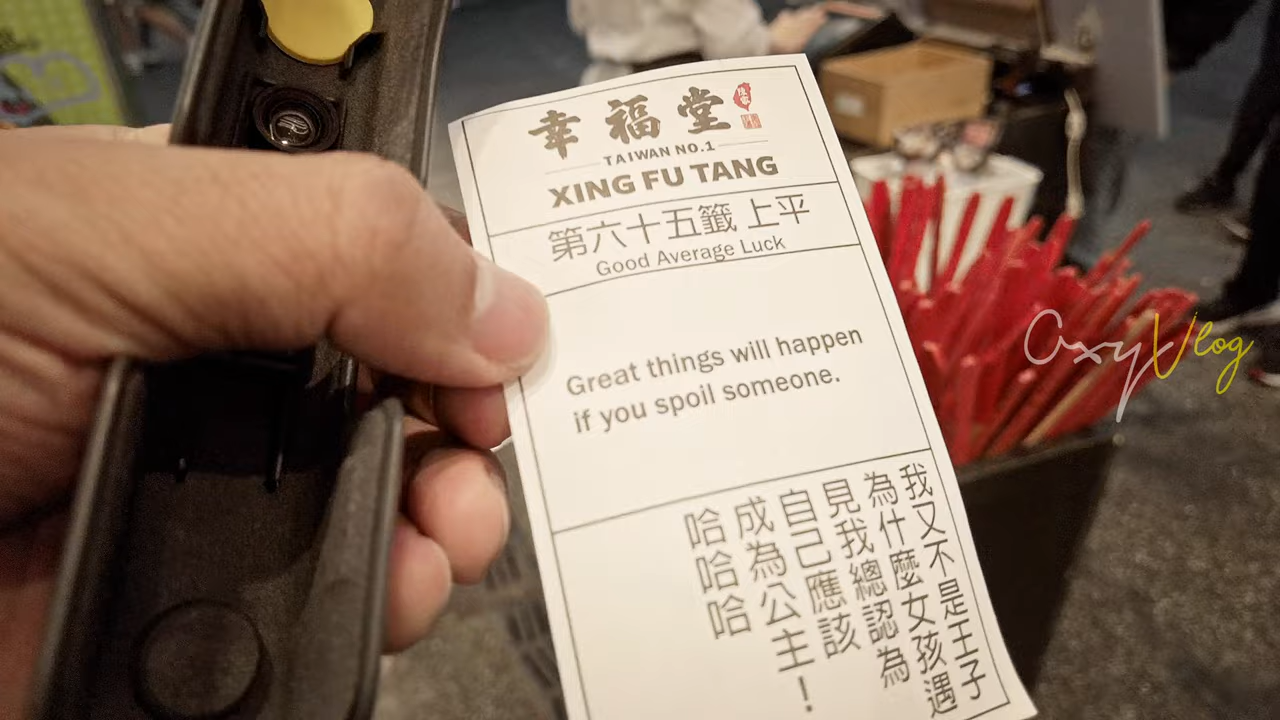 幸福堂
TAIWAN NO.1
XING FU TANG
第六十五籤 上平
Good Average Luck
Great things will happen
if you spoil someone.
我又不是王子
為什麼女孩遇
見我總認為
自己應該
成為公主！
哈哈哈
OxyVlog